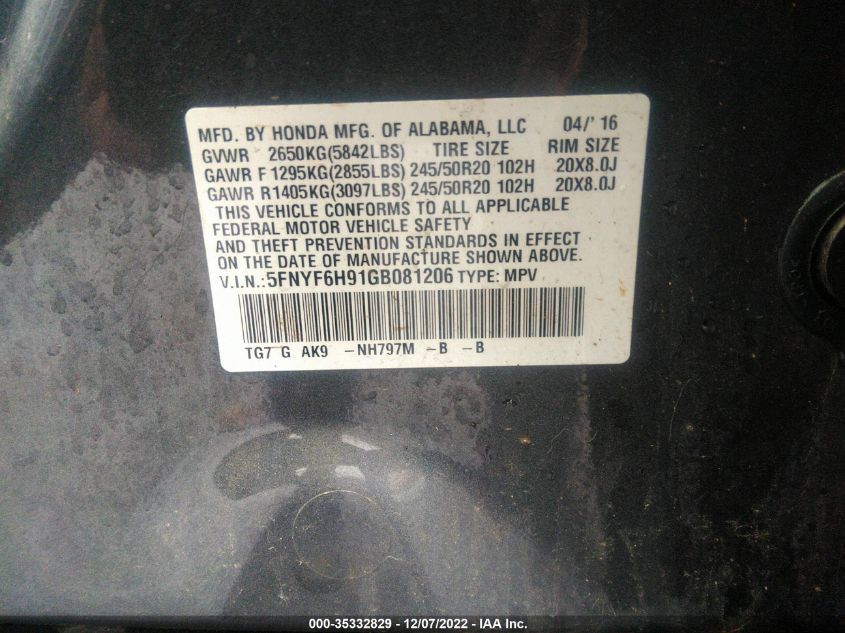 MFD. BY HONDA MFG. OF ALABAMA, LLC 04/' 16
GVWR 2650KG(5842LBS) TIRE SIZE RIM SIZE
GAWR F 1295KG(2855LBS) 245/50R20 102H 20X8.0J
GAWR R1405KG(3097LBS) 245/50R20 102H 20X8.0J
THIS VEHICLE CONFORMS TO ALL APPLICABLE
FEDERAL MOTOR VEHICLE SAFETY
AND THEFT PREVENTION STANDARDS IN EFFECT
ON THE DATE OF MANUFACTURE SHOWN ABOVE.
V.I.N.: 5FNYF6H91GB081206 TYPE: MPV
TG7 G AK9 -NH797M -B -B
000-35332829 - 12/07/2022 - IAA Inc.